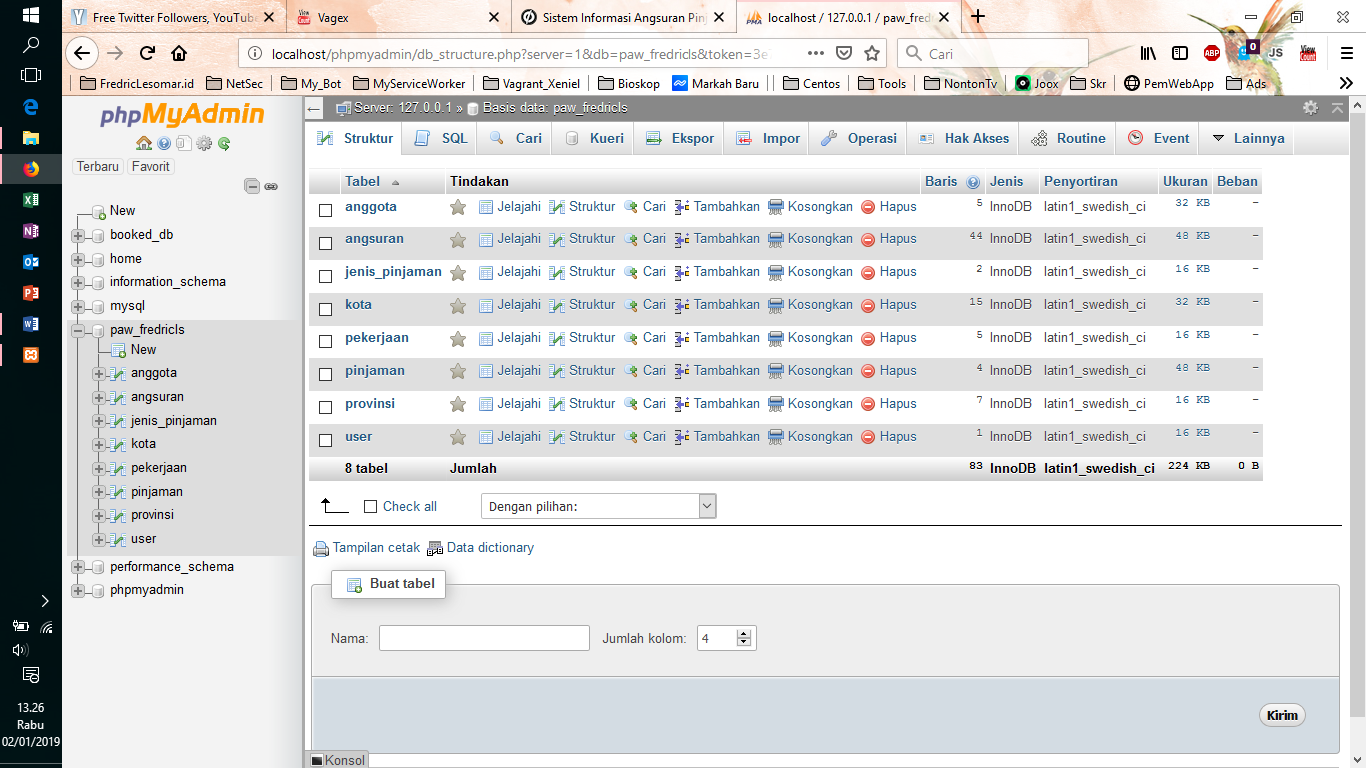 Free Twitter Followers, YouTube
Vagex
Sistem Informasi Angsuran Pin
localhost / 127.0.0.1 / paw_fredr
localhost/phpmyadmin/db_structure.php?server=1&db=paw_fredricls&token=3e
Cari
FredricLesomar.id NetSec My_Bot MyServiceWorker Vagrant_Xeniel Bioskop Markah Baru Centos Tools NontonTv Joox Skr PemWebApp Ads
phpMyAdmin
Terbaru Favorit
New
booked_db
home
information_schema
mysql
paw_fredricls
New
anggota
angsuran
jenis_pinjaman
kota
pekerjaan
pinjaman
provinsi
user
performance_schema
phpmyadmin
Server: 127.0.0.1 » Basis data: paw_fredricls
Struktur SQL Cari Kueri Ekspor Impor Operasi Hak Akses Routine Event Lainnya
Tabel Tindakan Baris Jenis Penyortiran Ukuran Beban
anggota Jelajahi Struktur Cari Tambahkan Kosongkan Hapus 5 InnoDB latin1_swedish_ci 32 KB -
angsuran Jelajahi Struktur Cari Tambahkan Kosongkan Hapus 44 InnoDB latin1_swedish_ci 48 KB -
jenis_pinjaman Jelajahi Struktur Cari Tambahkan Kosongkan Hapus 2 InnoDB latin1_swedish_ci 16 KB -
kota Jelajahi Struktur Cari Tambahkan Kosongkan Hapus 15 InnoDB latin1_swedish_ci 32 KB -
pekerjaan Jelajahi Struktur Cari Tambahkan Kosongkan Hapus 5 InnoDB latin1_swedish_ci 16 KB -
pinjaman Jelajahi Struktur Cari Tambahkan Kosongkan Hapus 4 InnoDB latin1_swedish_ci 48 KB -
provinsi Jelajahi Struktur Cari Tambahkan Kosongkan Hapus 7 InnoDB latin1_swedish_ci 16 KB -
user Jelajahi Struktur Cari Tambahkan Kosongkan Hapus 1 InnoDB latin1_swedish_ci 16 KB -
8 tabel Jumlah 83 InnoDB latin1_swedish_ci 224 KB 0 B
Check all Dengan pilihan:
Tampilan cetak Data dictionary
Buat tabel
Nama: Jumlah kolom: 4
Kirim
Konsol
13.26
Rabu
02/01/2019